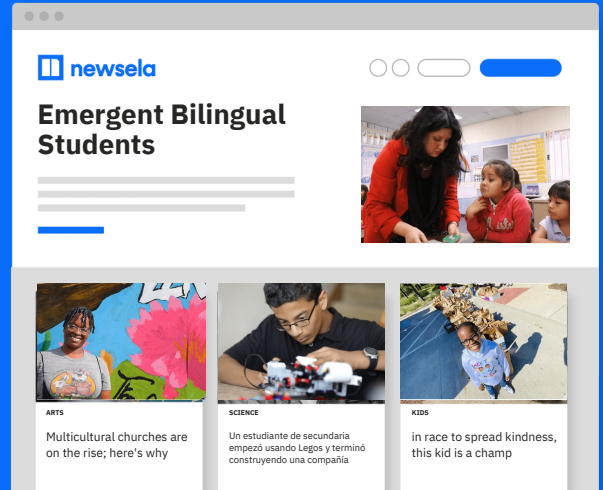 newsela
Emergent Bilingual
Students
ARTS
Multicultural churches are
on the rise; here's why
SCIENCE
Un estudiante de secundaria
empezó usando Legos y terminó
construyendo una compañía
KIDS
in race to spread kindness,
this kid is a champ